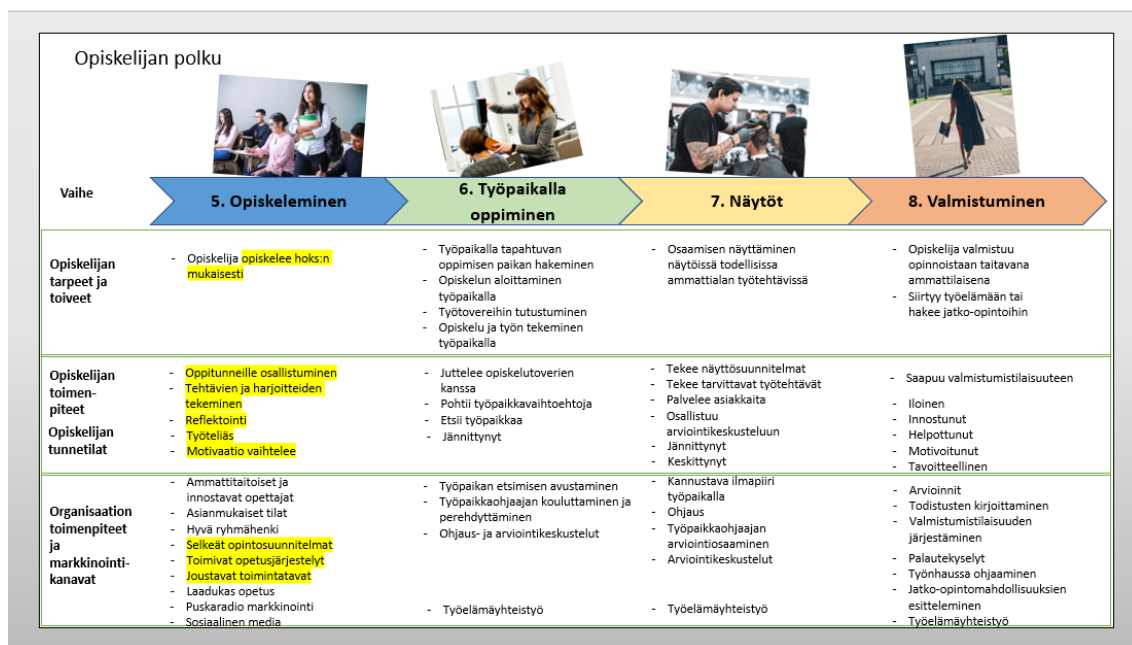 Opiskelijan polku
Vaihe
5. Opiskeleminen
6. Työpaikalla
oppiminen
7. Näytöt
8. Valmistuminen
Opiskelijan
tarpeet ja
toiveet
- Opiskelija opiskelee hoks:n
mukaisesti
- Työpaikalla tapahtuvan
oppimisen paikan hakeminen
- Opiskelun aloittaminen
työpaikalla
- Työtovereihin tutustuminen
- Opiskelu ja työn tekeminen
työpaikalla
- Osaamisen näyttäminen
näytöissä todellisissa
ammattialan työtehtävissä
- Opiskelija valmistuu
opinnoistaan taitavana
ammattilaisena
- Siirtyy työelämään tai
hakee jatko-opintoihin
Opiskelijan
toimen-
piteet
Opiskelijan
tunnetilat
- Oppitunneille osallistuminen
- Tehtävien ja harjoitteiden
tekeminen
- Reflektointi
- Työteliäs
- Motivaatio vaihtelee
- Juttelee opiskelutoverien
kanssa
- Pohtii työpaikkavaihtoehtoja
- Etsii työpaikkaa
- Jännittynyt
- Tekee näyttösuunnitelmat
- Tekee tarvittavat työtehtävät
- Palvelee asiakkaita
- Osallistuu
arviointikeskusteluun
- Jännittynyt
- Keskittynyt
- Saapuu valmistumistilaisuuteen
- Iloinen
- Innostunut
- Helpottunut
- Motivoitunut
- Tavoitteellinen
Organisaation
toimenpiteet
ja
markkinointi-
kanavat
- Ammattitaitoiset ja
innostavat opettajat
- Asianmukaiset tilat
- Hyvä ryhmähenki
- Selkeät opintosuunnitelmat
- Toimivat opetusjärjestelyt
- Joustavat toimintatavat
- Laadukas opetus
- Puskaradio markkinointi
- Sosiaalinen media
- Työpaikan etsimisen avustaminen
- Työpaikkaohjaajan kouluttaminen ja
perehdyttäminen
- Ohjaus- ja arviointikeskustelut
- Työelämäyhteistyö
- Kannustava ilmapiiri
työpaikalla
- Ohjaus
- Työpaikkaohjaajan
arviointiosaaminen
- Arviointikeskustelut
- Työelämäyhteistyö
- Arvioinnit
- Todistusten kirjoittaminen
- Valmistumistilaisuuden
järjestäminen
- Palautekyselyt
- Työnhaussa ohjaaminen
- Jatko-opintomahdollisuuksien
esitteleminen
- Työelämäyhteistyö